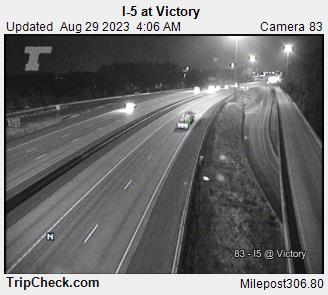 I-5 at Victory
Updated Aug 29 2023 4:06 AM Camera 83
T
N
83 - I5 @ Victory
TripCheck.com Milepost306.80